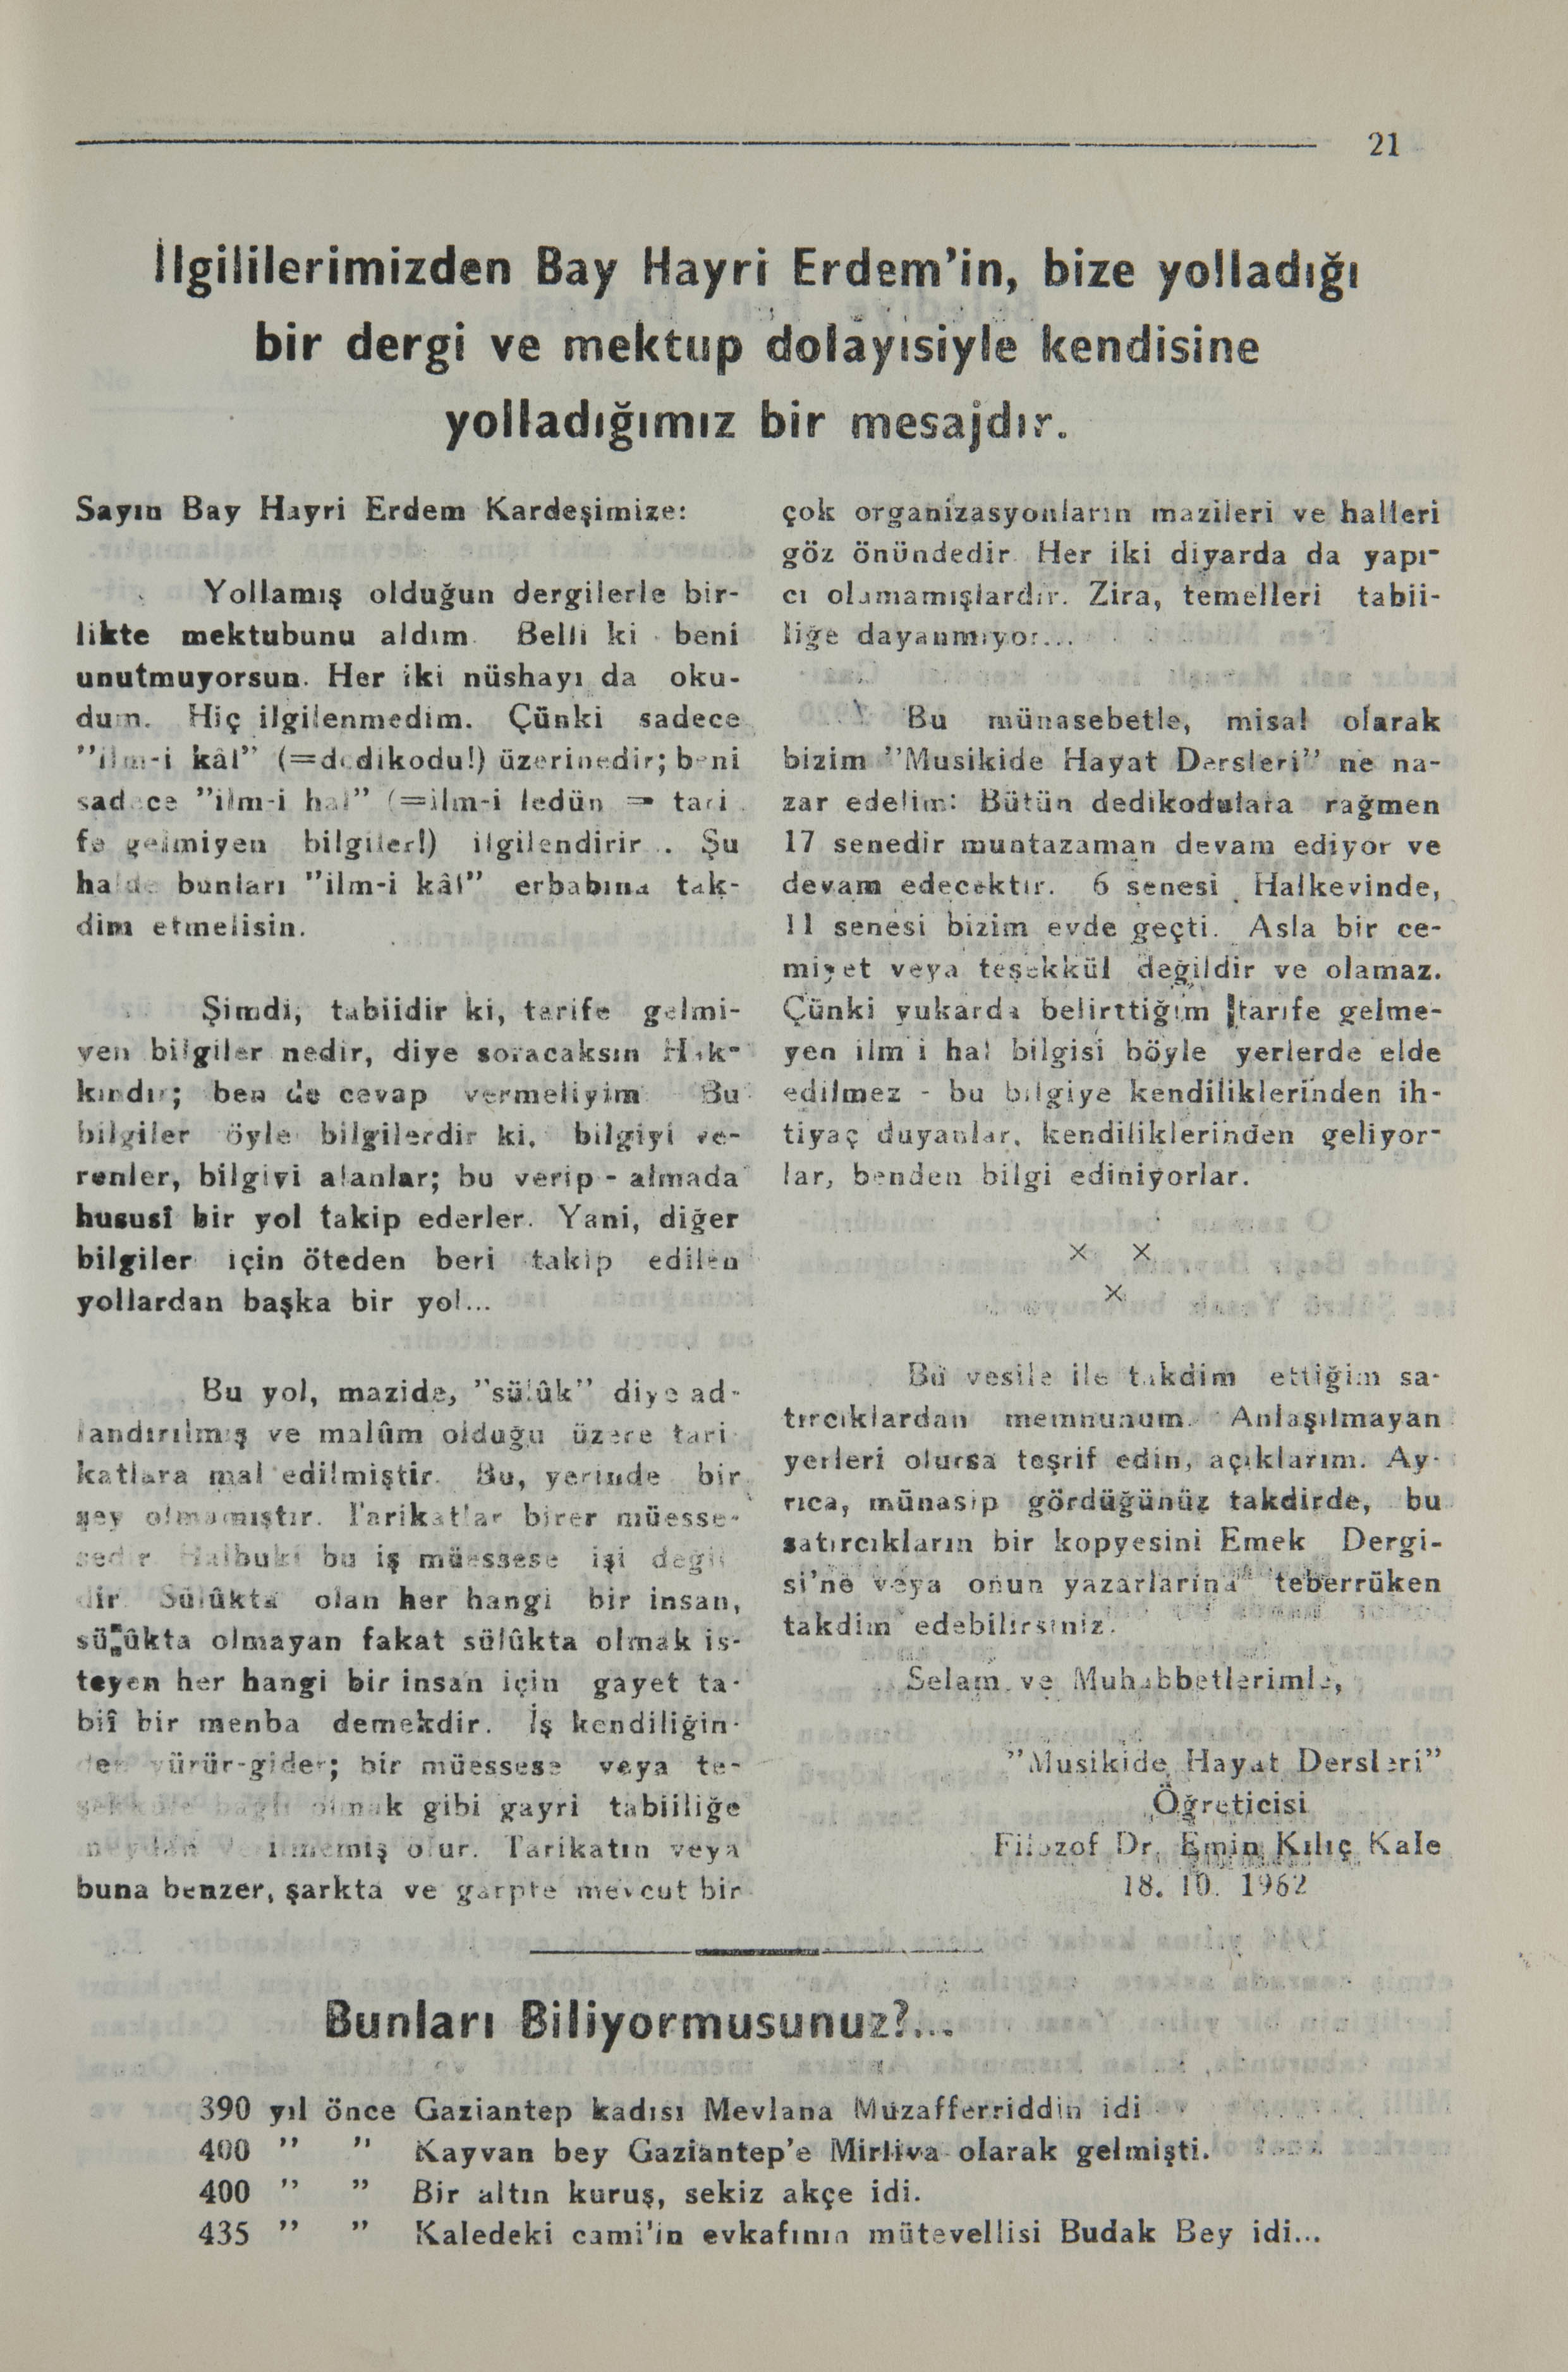 21
İlgililerimizden Bay Hayri Erdem'in, bize yolladığı
bir dergi ve mektup dolayısiyle kendisine
yolladığımız bir mesajdır.
Sayın Bay Hayri Erdem Kardeşimize:
Yollamış olduğun dergilerle bir-
likte mektubunu aldım. Belli ki beni
unutmuyorsun. Her iki nüshayı da oku-
dum. Hiç ilgilenmedim. Çünki sadece
"ilm-i kâl" (=dedikodu!) üzerinedir; beni
sadece "ilm-i hal" (=ilm-i ledün = tari
fe gelmiyen bilgiler!) ilgilendirir .. Şu
halde bunları "ilm-i kâl" erbabına tak-
dim etmelisin.
Şimdi, tabiidir ki, tarife gelmi-
yen bilgiler nedir, diye soracaksın Hak-
kındır; ben de cevap vermeliyim Bu
bilgiler öyle bilgilerdir ki, bilgiyi ve-
renler, bilgiyi alanlar; bu verip - almada
hususî bir yol takip ederler. Yani, diğer
bilgiler için öteden beri takip edilen
yollardan başka bir yol...
Bu yol, mazide, "sülûk" diye ad-
landırılmış ve malûm olduğu üzere tari
katlara mal edilmiştir. Bu, yerinde bir
şey olmamıştır. Tarikatlar birer müesse-
sedir Halbuki bu iş müessese işi değil
dir Sülûkta olan her hangi bir insan,
sülûkta olmayan fakat sülûkta olmak is-
teyen her hangi bir insan için gayet ta-
biî bir menba demekdir. İş kendiliğin-
den yürür-gider; bir müessese veya te-
şekküle bağlı olmak gibi gayri tabiiliğe
meydan verilmemiş olur. Tarikatın veya
buna benzer, şarkta ve garpte mevcut bir
çok organizasyonların mazileri ve halleri
göz önündedir. Her iki diyarda da yapı-
cı olamamışlardır. Zira, temelleri tabii-
liğe dayanmıyor...
Bu münasebetle, misal olarak
bizim "Musikide Hayat Dersleri" ne na-
zar edelim: Bütün dedikodulara rağmen
17 senedir muntazaman devam ediyor ve
devam edecektir. 6 senesi Halkevinde,
11 senesi bizim evde geçti. Asla bir ce-
miyet veya teşekkül değildir ve olamaz.
Çünki yukarda belirttiğim tarife gelme-
yen ilm i hal bilgisi böyle yerlerde elde
edilmez - bu bilgiye kendiliklerinden ih-
tiyaç duyanlar, kendiliklerinden geliyor-
lar, benden bilgi ediniyorlar.
× ×
×
Bu vesile ile takdim ettiğim sa-
tırcıklardan memnunum. Anlaşılmayan
yerleri olursa teşrif edin, açıklarım. Ay-
rıca, münasip gördüğünüz takdirde, bu
satırcıkların bir kopyesini Emek Dergi-
si'ne veya onun yazarlarına teberrüken
takdim edebilirsiniz.
Selam ve Muhabbetlerimle,
"Musikide Hayat Dersleri"
Öğreticisi
Filozof Dr. Emin Kılıç Kale
18. 10. 1962
Bunları Biliyormusunuz?...
390 yıl önce Gaziantep kadısı Mevlana Muzafferriddin idi
400 " " Kayvan bey Gaziantep'e Mirliva olarak gelmişti.
400 " " Bir altın kuruş, sekiz akçe idi.
435 " " Kaledeki cami'in evkafının mütevellisi Budak Bey idi...